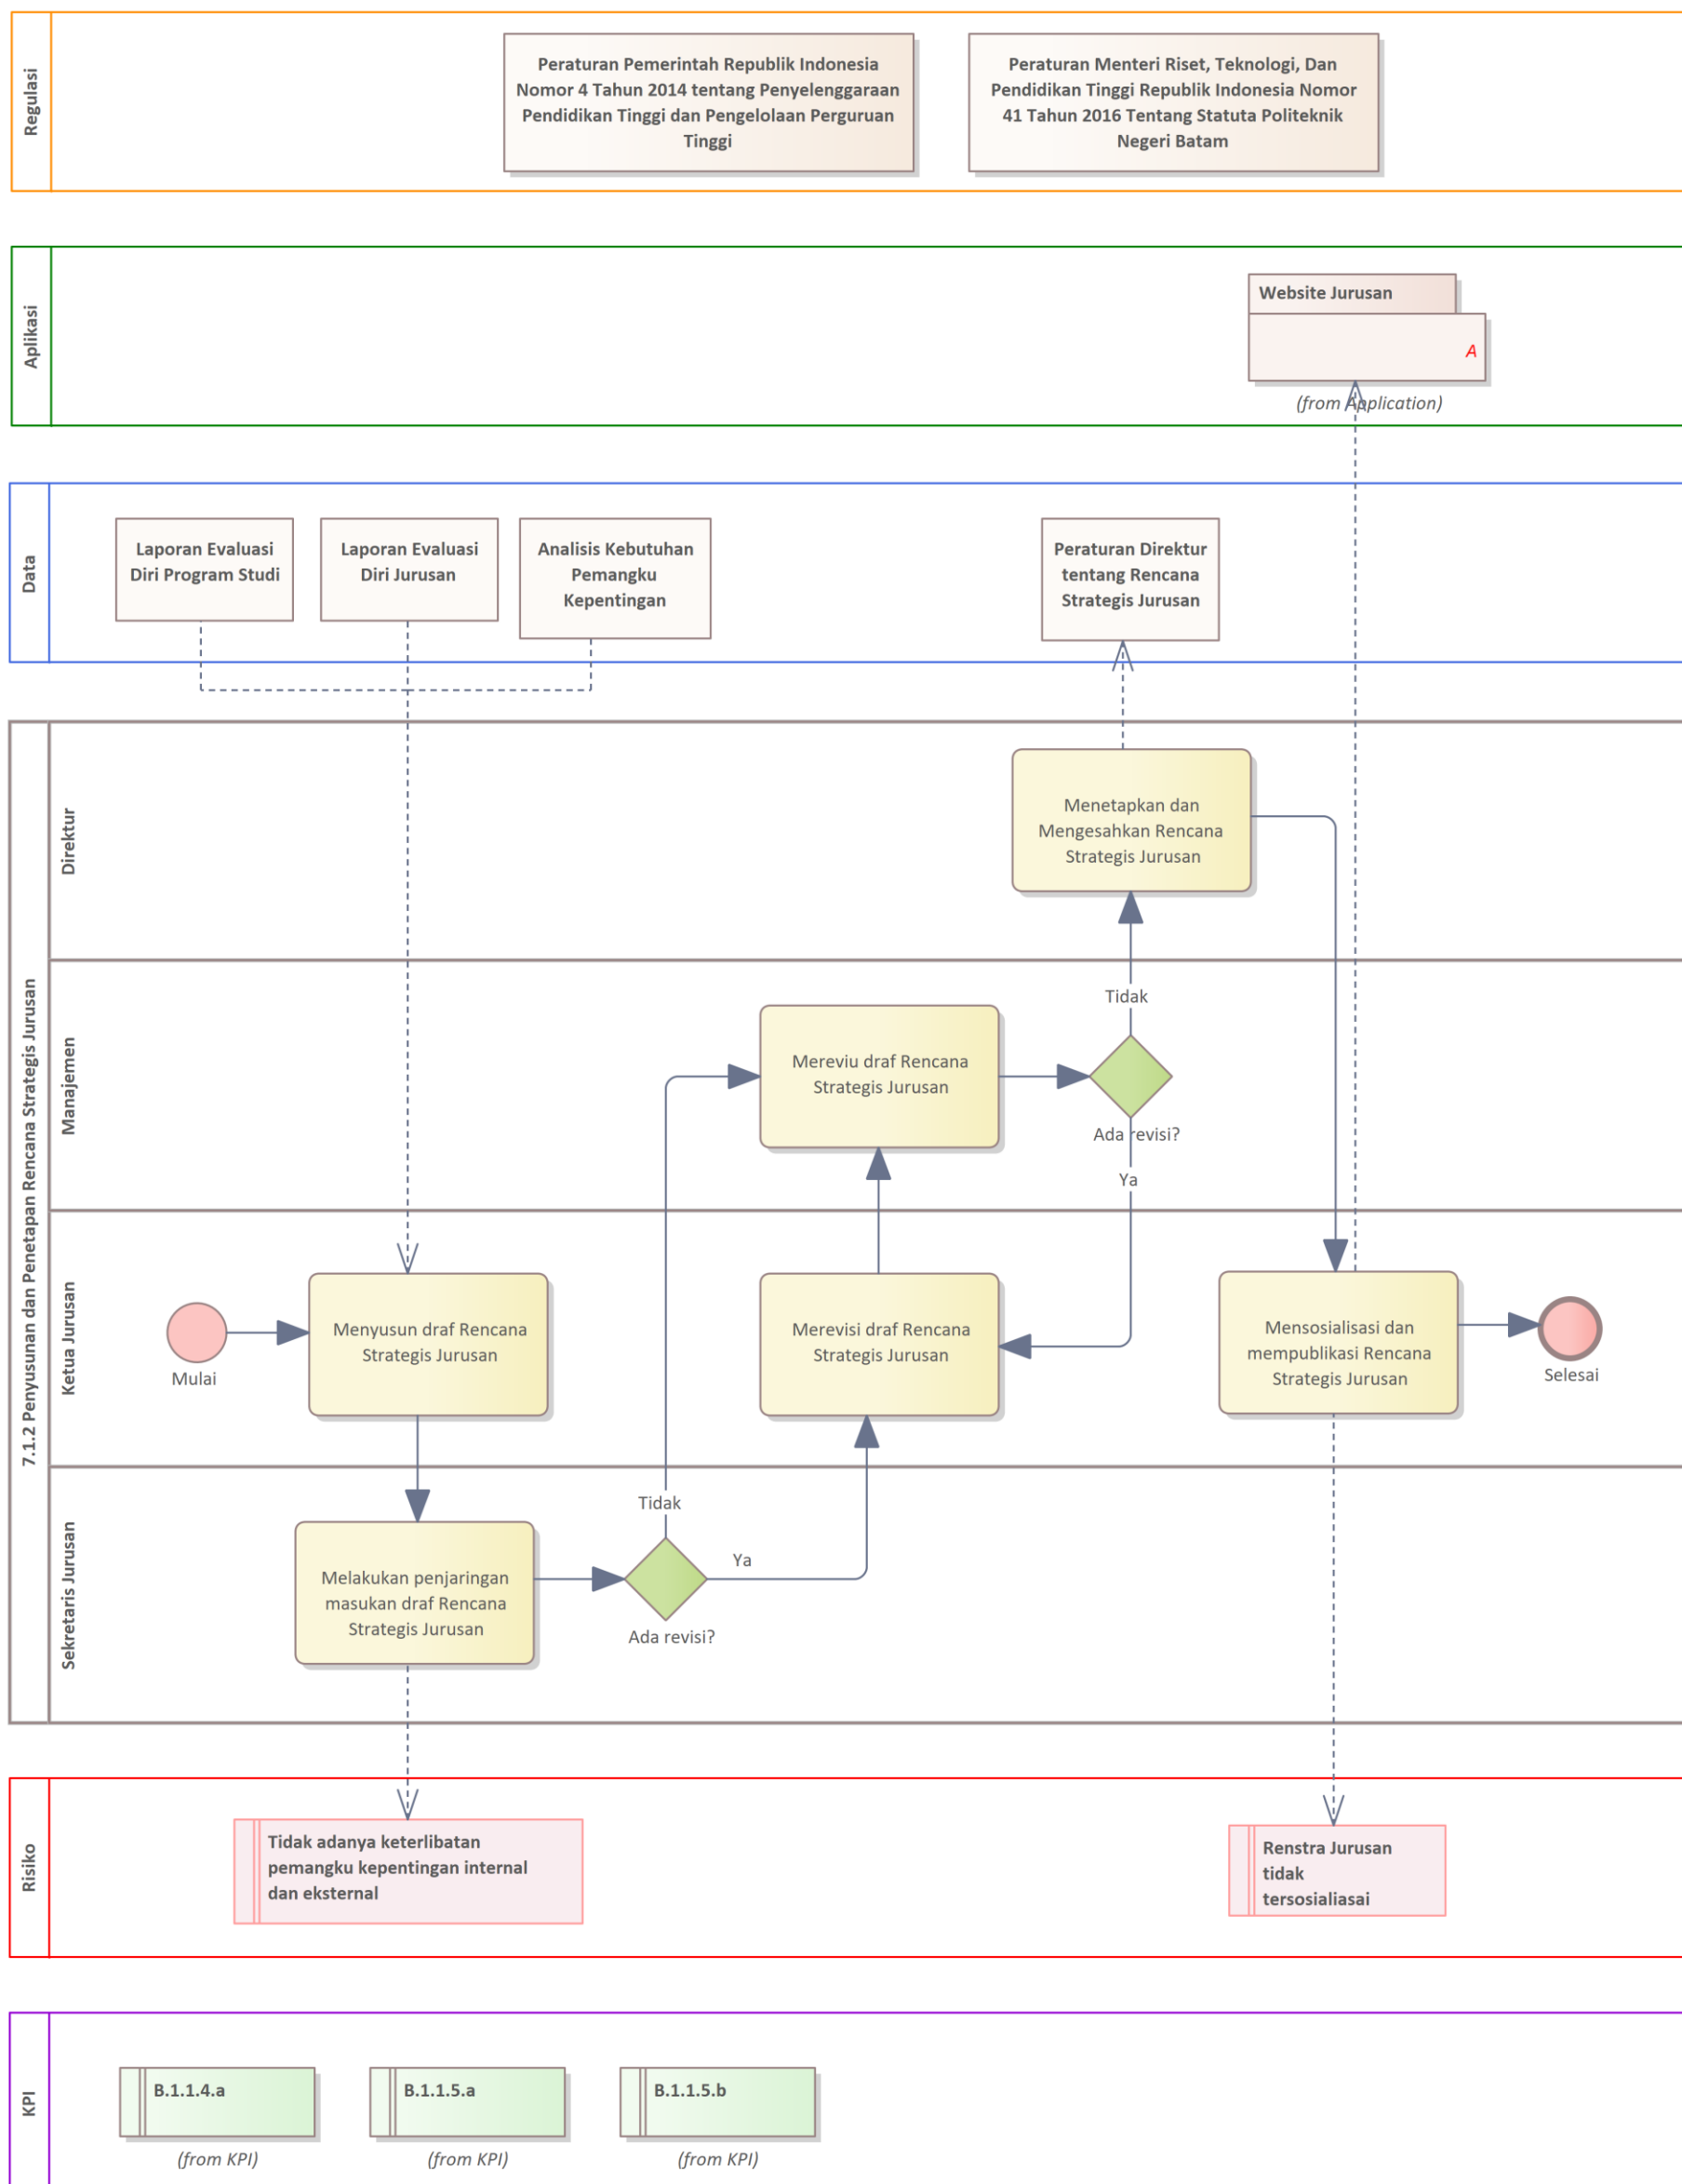 Regulasi
Peraturan Pemerintah Republik Indonesia
Nomor 4 Tahun 2014 tentang Penyelenggaraan
Pendidikan Tinggi dan Pengelolaan Perguruan
Tinggi
Peraturan Menteri Riset, Teknologi, Dan
Pendidikan Tinggi Republik Indonesia Nomor
41 Tahun 2016 Tentang Statuta Politeknik
Negeri Batam
Aplikasi
Website Jurusan
A
(from Application)
Data
Laporan Evaluasi
Diri Program Studi
Laporan Evaluasi
Diri Jurusan
Analisis Kebutuhan
Pemangku
Kepentingan
Peraturan Direktur
tentang Rencana
Strategis Jurusan
7.1.2 Penyusunan dan Penetapan Rencana Strategis Jurusan
Direktur
Menetapkan dan
Mengesahkan Rencana
Strategis Jurusan
Manajemen
Tidak
Mereviu draf Rencana
Strategis Jurusan
Ada revisi?
Ya
Ketua Jurusan
Mulai
Menyusun draf Rencana
Strategis Jurusan
Merevisi draf Rencana
Strategis Jurusan
Mensosialisasi dan
mempublikasi Rencana
Strategis Jurusan
Selesai
Sekretaris Jurusan
Tidak
Melakukan penjaringan
masukan draf Rencana
Strategis Jurusan
Ya
Ada revisi?
Risiko
Tidak adanya keterlibatan
pemangku kepentingan internal
dan eksternal
Renstra Jurusan
tidak
tersosialiasai
KPI
B.1.1.4.a
(from KPI)
B.1.1.5.a
(from KPI)
B.1.1.5.b
(from KPI)